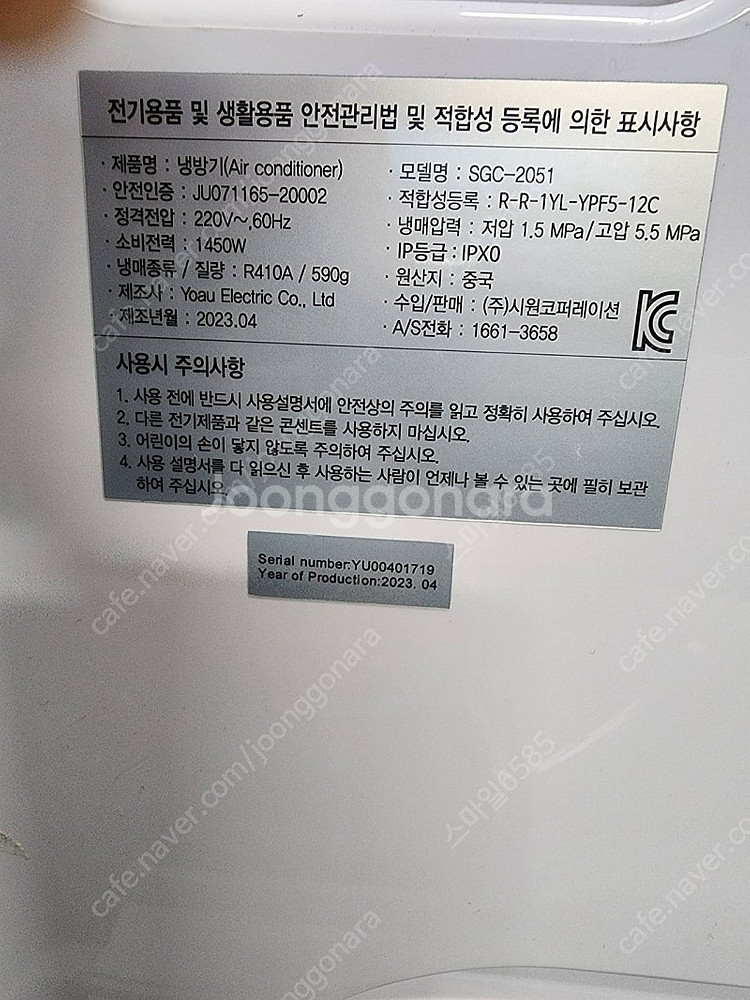 전기용품 및 생활용품 안전관리법 및 적합성 등록에 의한 표시사항
· 제품명 : 냉방기(Air conditioner)
· 안전인증 : JU071165-20002
· 정격전압 : 220V~,60Hz
· 소비전력 : 1450W
· 냉매종류 / 질량 : R410A / 590g
· 제조사 : Yoau Electric Co., Ltd
· 제조년월 : 2023.04
· 모델명 : SGC-2051
· 적합성등록 : R-R-1YL-YPF5-12C
· 냉매압력 : 저압 1.5 MPa/고압 5.5 MPa
· IP등급 : IPX0
· 원산지 : 중국
· 수입/판매 : (주)시원코퍼레이션
· A/S전화 : 1661-3658
KC
사용시 주의사항
1. 사용 전에 반드시 사용설명서에 안전상의 주의를 읽고 정확히 사용하여 주십시오.
2. 다른 전기제품과 같은 콘센트를 사용하지 마십시오.
3. 어린이의 손이 닿지 않도록 주의하여 주십시오.
4. 사용 설명서를 다 읽으신 후 사용하는 사람이 언제나 볼 수 있는 곳에 필히 보관
하여 주십시오.
joonggonara
Serial number:YU00401719
Year of Production:2023. 04
cafe.naver.com/joonggonara
스마일6585